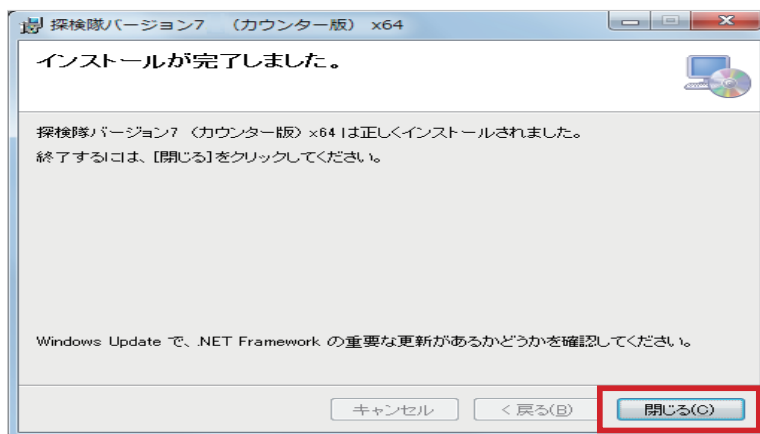 探検隊バージョン7 （カウンター版） x64
インストールが完了しました。
探検隊バージョン7 （カウンター版） x64 は正しくインストールされました。
終了するには、[閉じる]をクリックしてください。
Windows Update で、.NET Framework の重要な更新があるかどうかを確認してください。
キャンセル
< 戻る(B)
閉じる(C)